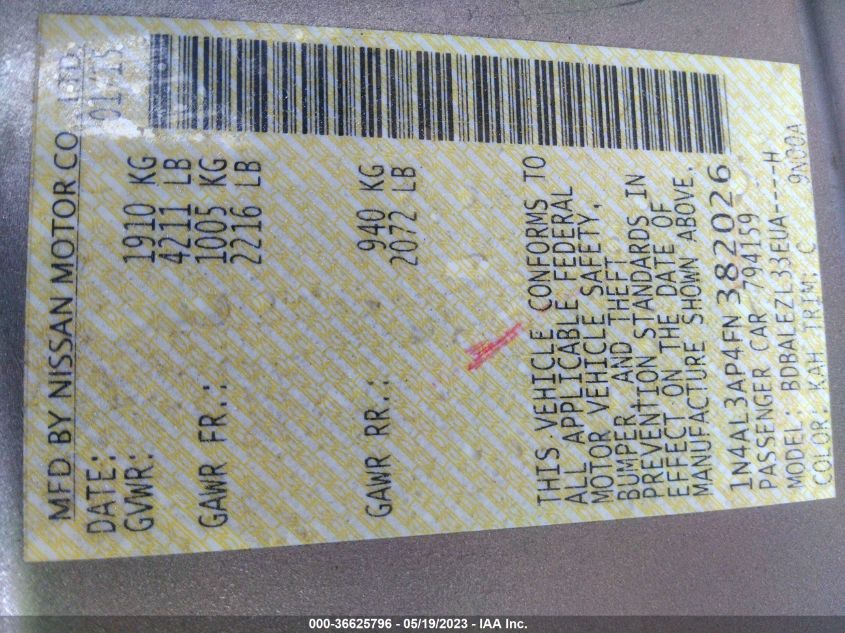 MFD BY NISSAN MOTOR CO., LTD.
DATE: 01/15
GVWR: 1910 KG
4211 LB
GAWR FR.: 1005 KG
2216 LB
GAWR RR.: 940 KG
2072 LB
THIS VEHICLE CONFORMS TO
ALL APPLICABLE FEDERAL
MOTOR VEHICLE SAFETY,
BUMPER, AND THEFT
PREVENTION STANDARDS IN
EFFECT ON THE DATE OF
MANUFACTURE SHOWN ABOVE.
1N4AL3AP4FN382026
PASSENGER CAR 794159
MODEL: BDBALEZL33EUA----H
COLOR: KAH TRIM: C 9N00A
000-36625796 - 05/19/2023 - IAA Inc.